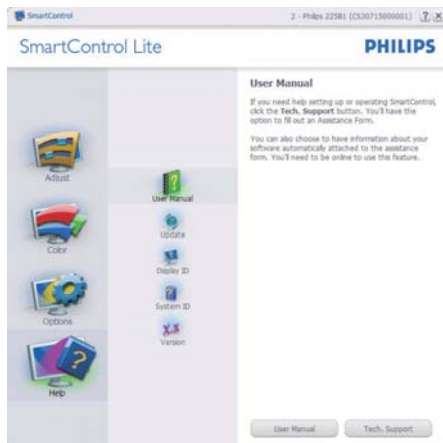 SmartControl
2 - Philips 225B1 (CS30715000001) ? x
SmartControl Lite
PHILIPS
User Manual
If you need help setting up or operating SmartControl,
click the Tech. Support button. You'll have the
option to fill out an Assistance Form.
You can also choose to have information about your
software automatically attached to the assistance
form. You'll need to be online to use this feature.
Adjust
Color
Options
Help
User Manual
Update
Display ID
System ID
X.x
Version
User Manual
Tech. Support